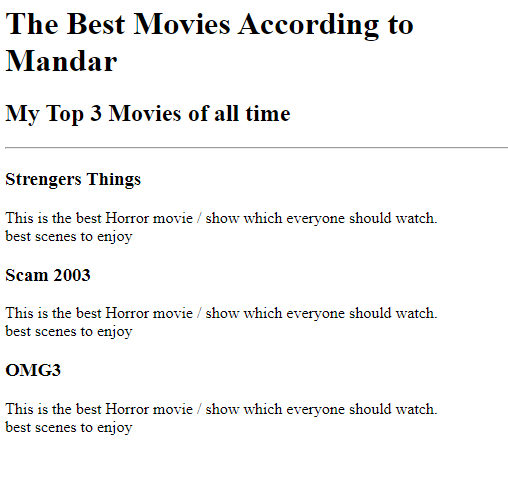 The Best Movies According to
Mandar
My Top 3 Movies of all time
Strengers Things
This is the best Horror movie / show which everyone should watch.
best scenes to enjoy
Scam 2003
This is the best Horror movie / show which everyone should watch.
best scenes to enjoy
OMG3
This is the best Horror movie / show which everyone should watch.
best scenes to enjoy